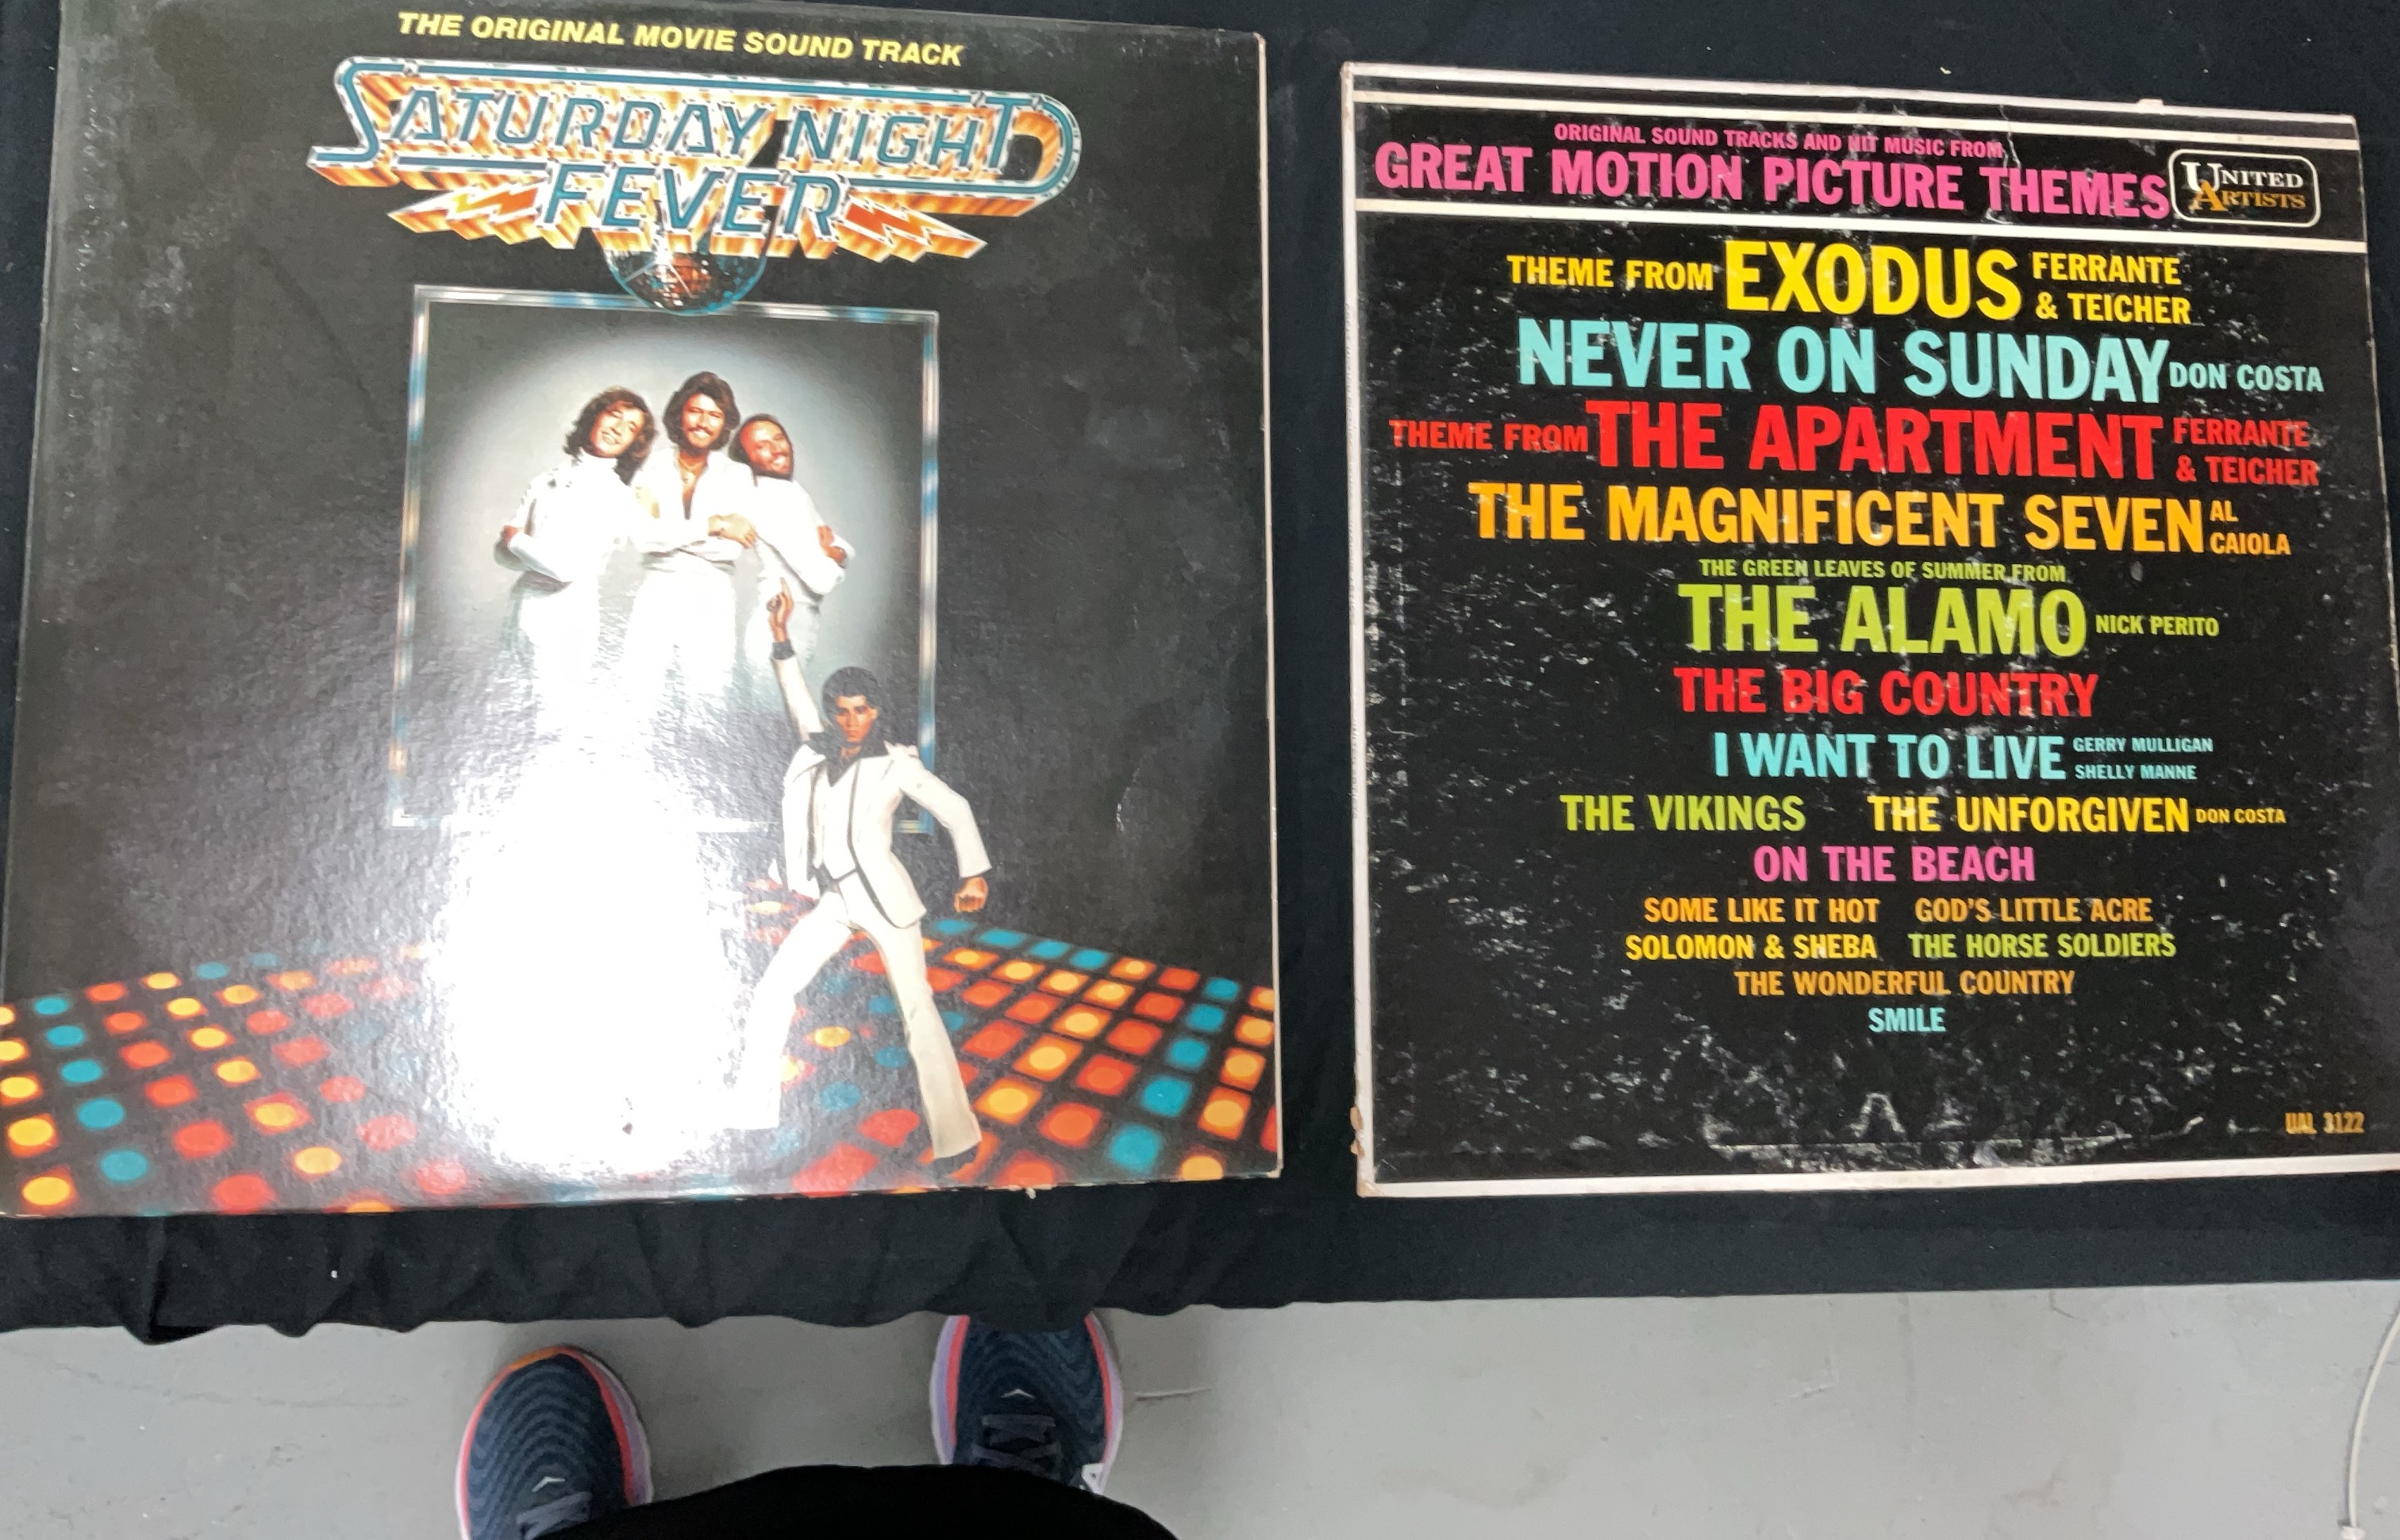 THE ORIGINAL MOVIE SOUND TRACK
SATURDAY NIGHT
FEVER
ORIGINAL SOUND TRACKS AND HIT MUSIC FROM
GREAT MOTION PICTURE THEMES
UNITED
ARTISTS
THEME FROM EXODUS FERRANTE
& TEICHER
NEVER ON SUNDAY DON COSTA
THEME FROM THE APARTMENT FERRANTE
& TEICHER
THE MAGNIFICENT SEVEN AL
CAIOLA
THE GREEN LEAVES OF SUMMER FROM
THE ALAMO NICK PERITO
THE BIG COUNTRY
I WANT TO LIVE GERRY MULLIGAN
SHELLY MANNE
THE VIKINGS THE UNFORGIVEN DON COSTA
ON THE BEACH
SOME LIKE IT HOT GOD'S LITTLE ACRE
SOLOMON & SHEBA THE HORSE SOLDIERS
THE WONDERFUL COUNTRY
SMILE
UAL 3122